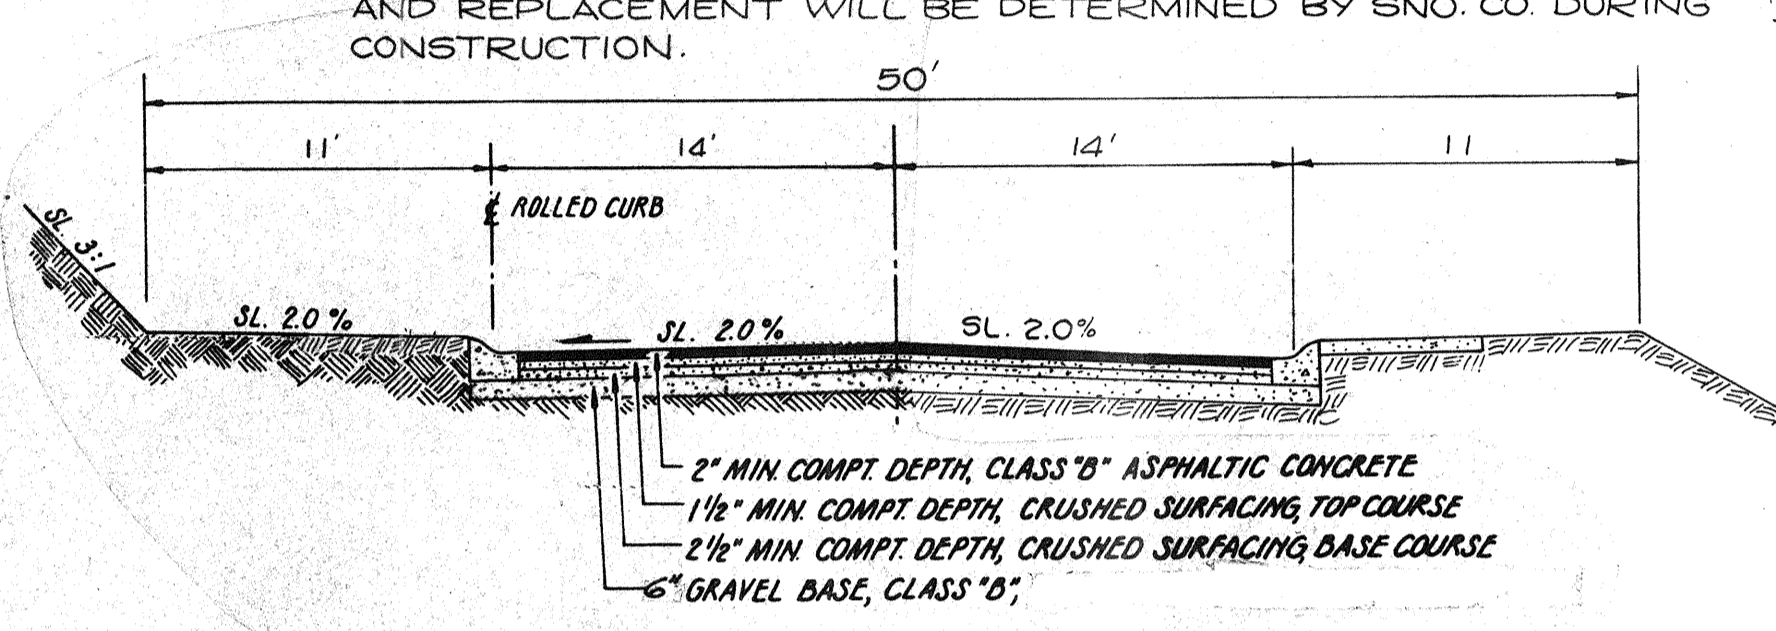 AND REPLACEMENT WILL BE DETERMINED BY SNO. CO. DURING
CONSTRUCTION.
50'
11'
14'
14'
11
℄ ROLLED CURB
SL. 3:1
SL. 2.0%
SL. 2.0%
SL. 2.0%
2" MIN. COMPT. DEPTH, CLASS "B" ASPHALTIC CONCRETE
1½" MIN. COMPT. DEPTH, CRUSHED SURFACING, TOP COURSE
2½" MIN. COMPT. DEPTH, CRUSHED SURFACING, BASE COURSE
6" GRAVEL BASE, CLASS "B",